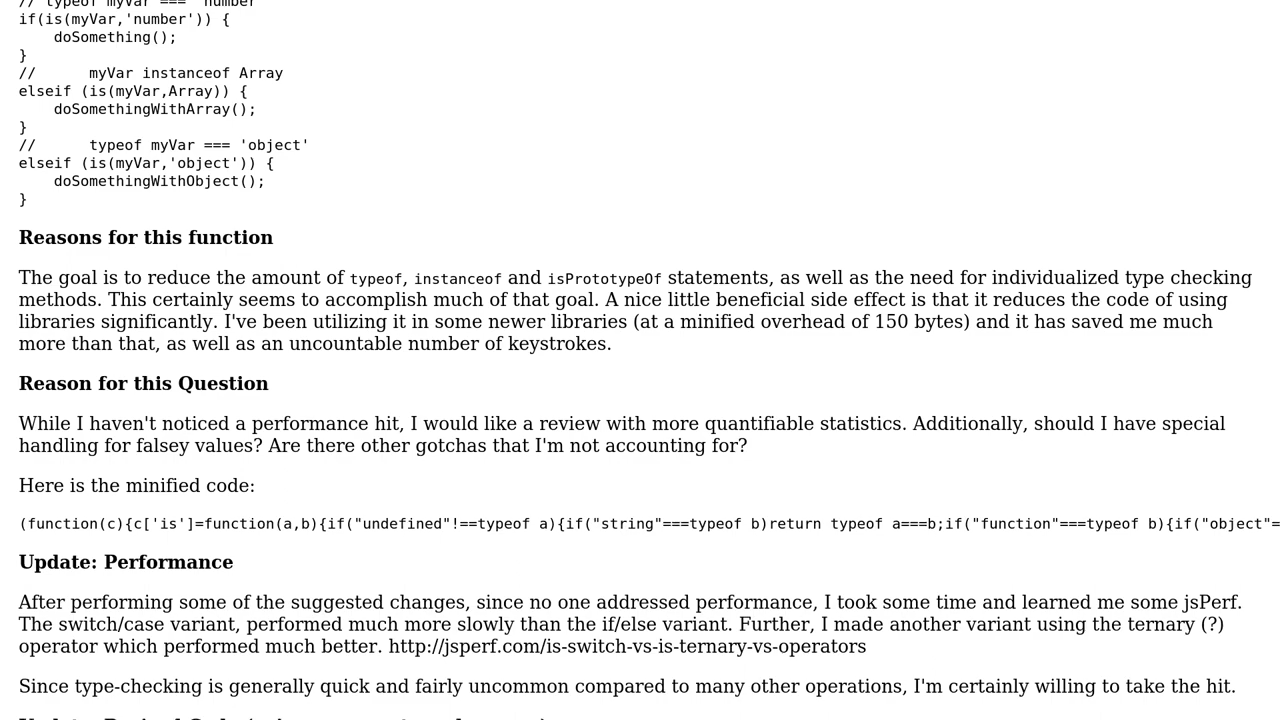 // typeof myVar === 'number'
if(is(myVar,'number')) {
    doSomething();
}
//      myVar instanceof Array
elseif (is(myVar,Array)) {
    doSomethingWithArray();
}
//      typeof myVar === 'object'
elseif (is(myVar,'object')) {
    doSomethingWithObject();
}
Reasons for this function
The goal is to reduce the amount of typeof, instanceof and isPrototypeOf statements, as well as the need for individualized type checking
methods. This certainly seems to accomplish much of that goal. A nice little beneficial side effect is that it reduces the code of using
libraries significantly. I've been utilizing it in some newer libraries (at a minified overhead of 150 bytes) and it has saved me much
more than that, as well as an uncountable number of keystrokes.
Reason for this Question
While I haven't noticed a performance hit, I would like a review with more quantifiable statistics. Additionally, should I have special
handling for falsey values? Are there other gotchas that I'm not accounting for?
Here is the minified code:
(function(c){c['is']=function(a,b){if("undefined"!==typeof a){if("string"===typeof b)return typeof a===b;if("function"===typeof b){if("object"=
Update: Performance
After performing some of the suggested changes, since no one addressed performance, I took some time and learned me some jsPerf.
The switch/case variant, performed much more slowly than the if/else variant. Further, I made another variant using the ternary (?)
operator which performed much better. http://jsperf.com/is-switch-vs-is-ternary-vs-operators
Since type-checking is generally quick and fairly uncommon compared to many other operations, I'm certainly willing to take the hit.